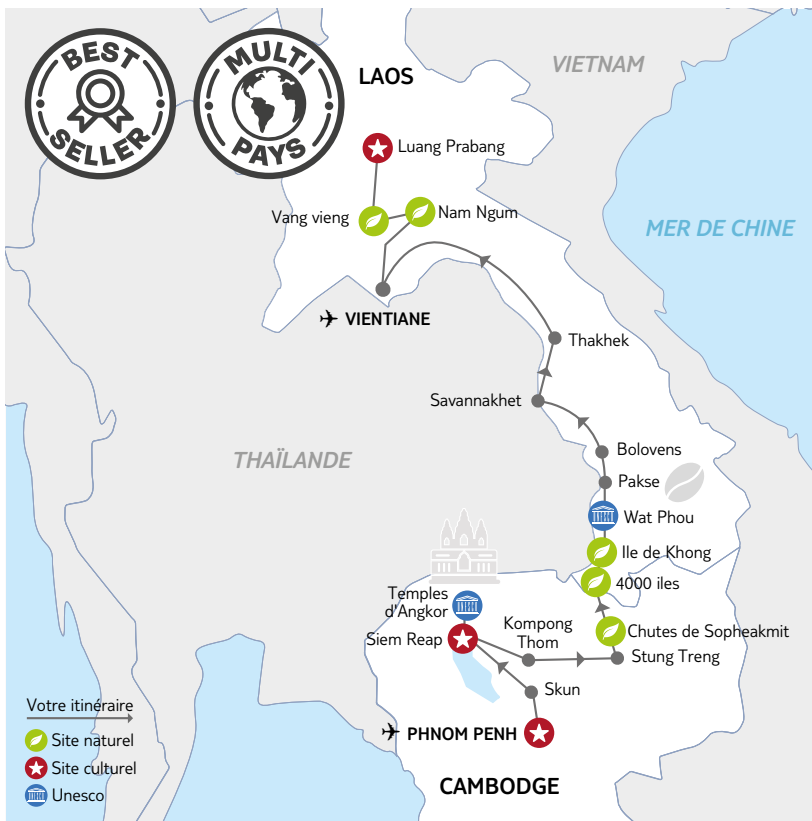 BEST
SELLER
MULTI
PAYS
LAOS
VIETNAM
Luang Prabang
Vang vieng
Nam Ngum
MER DE CHINE
VIENTIANE
Thakhek
Savannakhet
Bolovens
THAÏLANDE
Pakse
Wat Phou
Ile de Khong
4000 iles
Temples
d'Angkor
Kompong
Thom
Chutes de Sopheakmit
Siem Reap
Stung Treng
Skun
PHNOM PENH
CAMBODGE
Votre itinéraire
Site naturel
Site culturel
Unesco